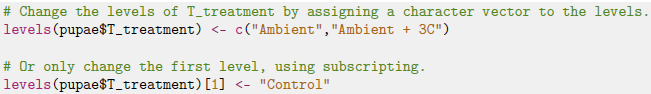 # Change the levels of T_treatment by assigning a character vector to the levels.
levels(pupae$T_treatment) <- c("Ambient","Ambient + 3C")
# Or only change the first level, using subscripting.
levels(pupae$T_treatment)[1] <- "Control"